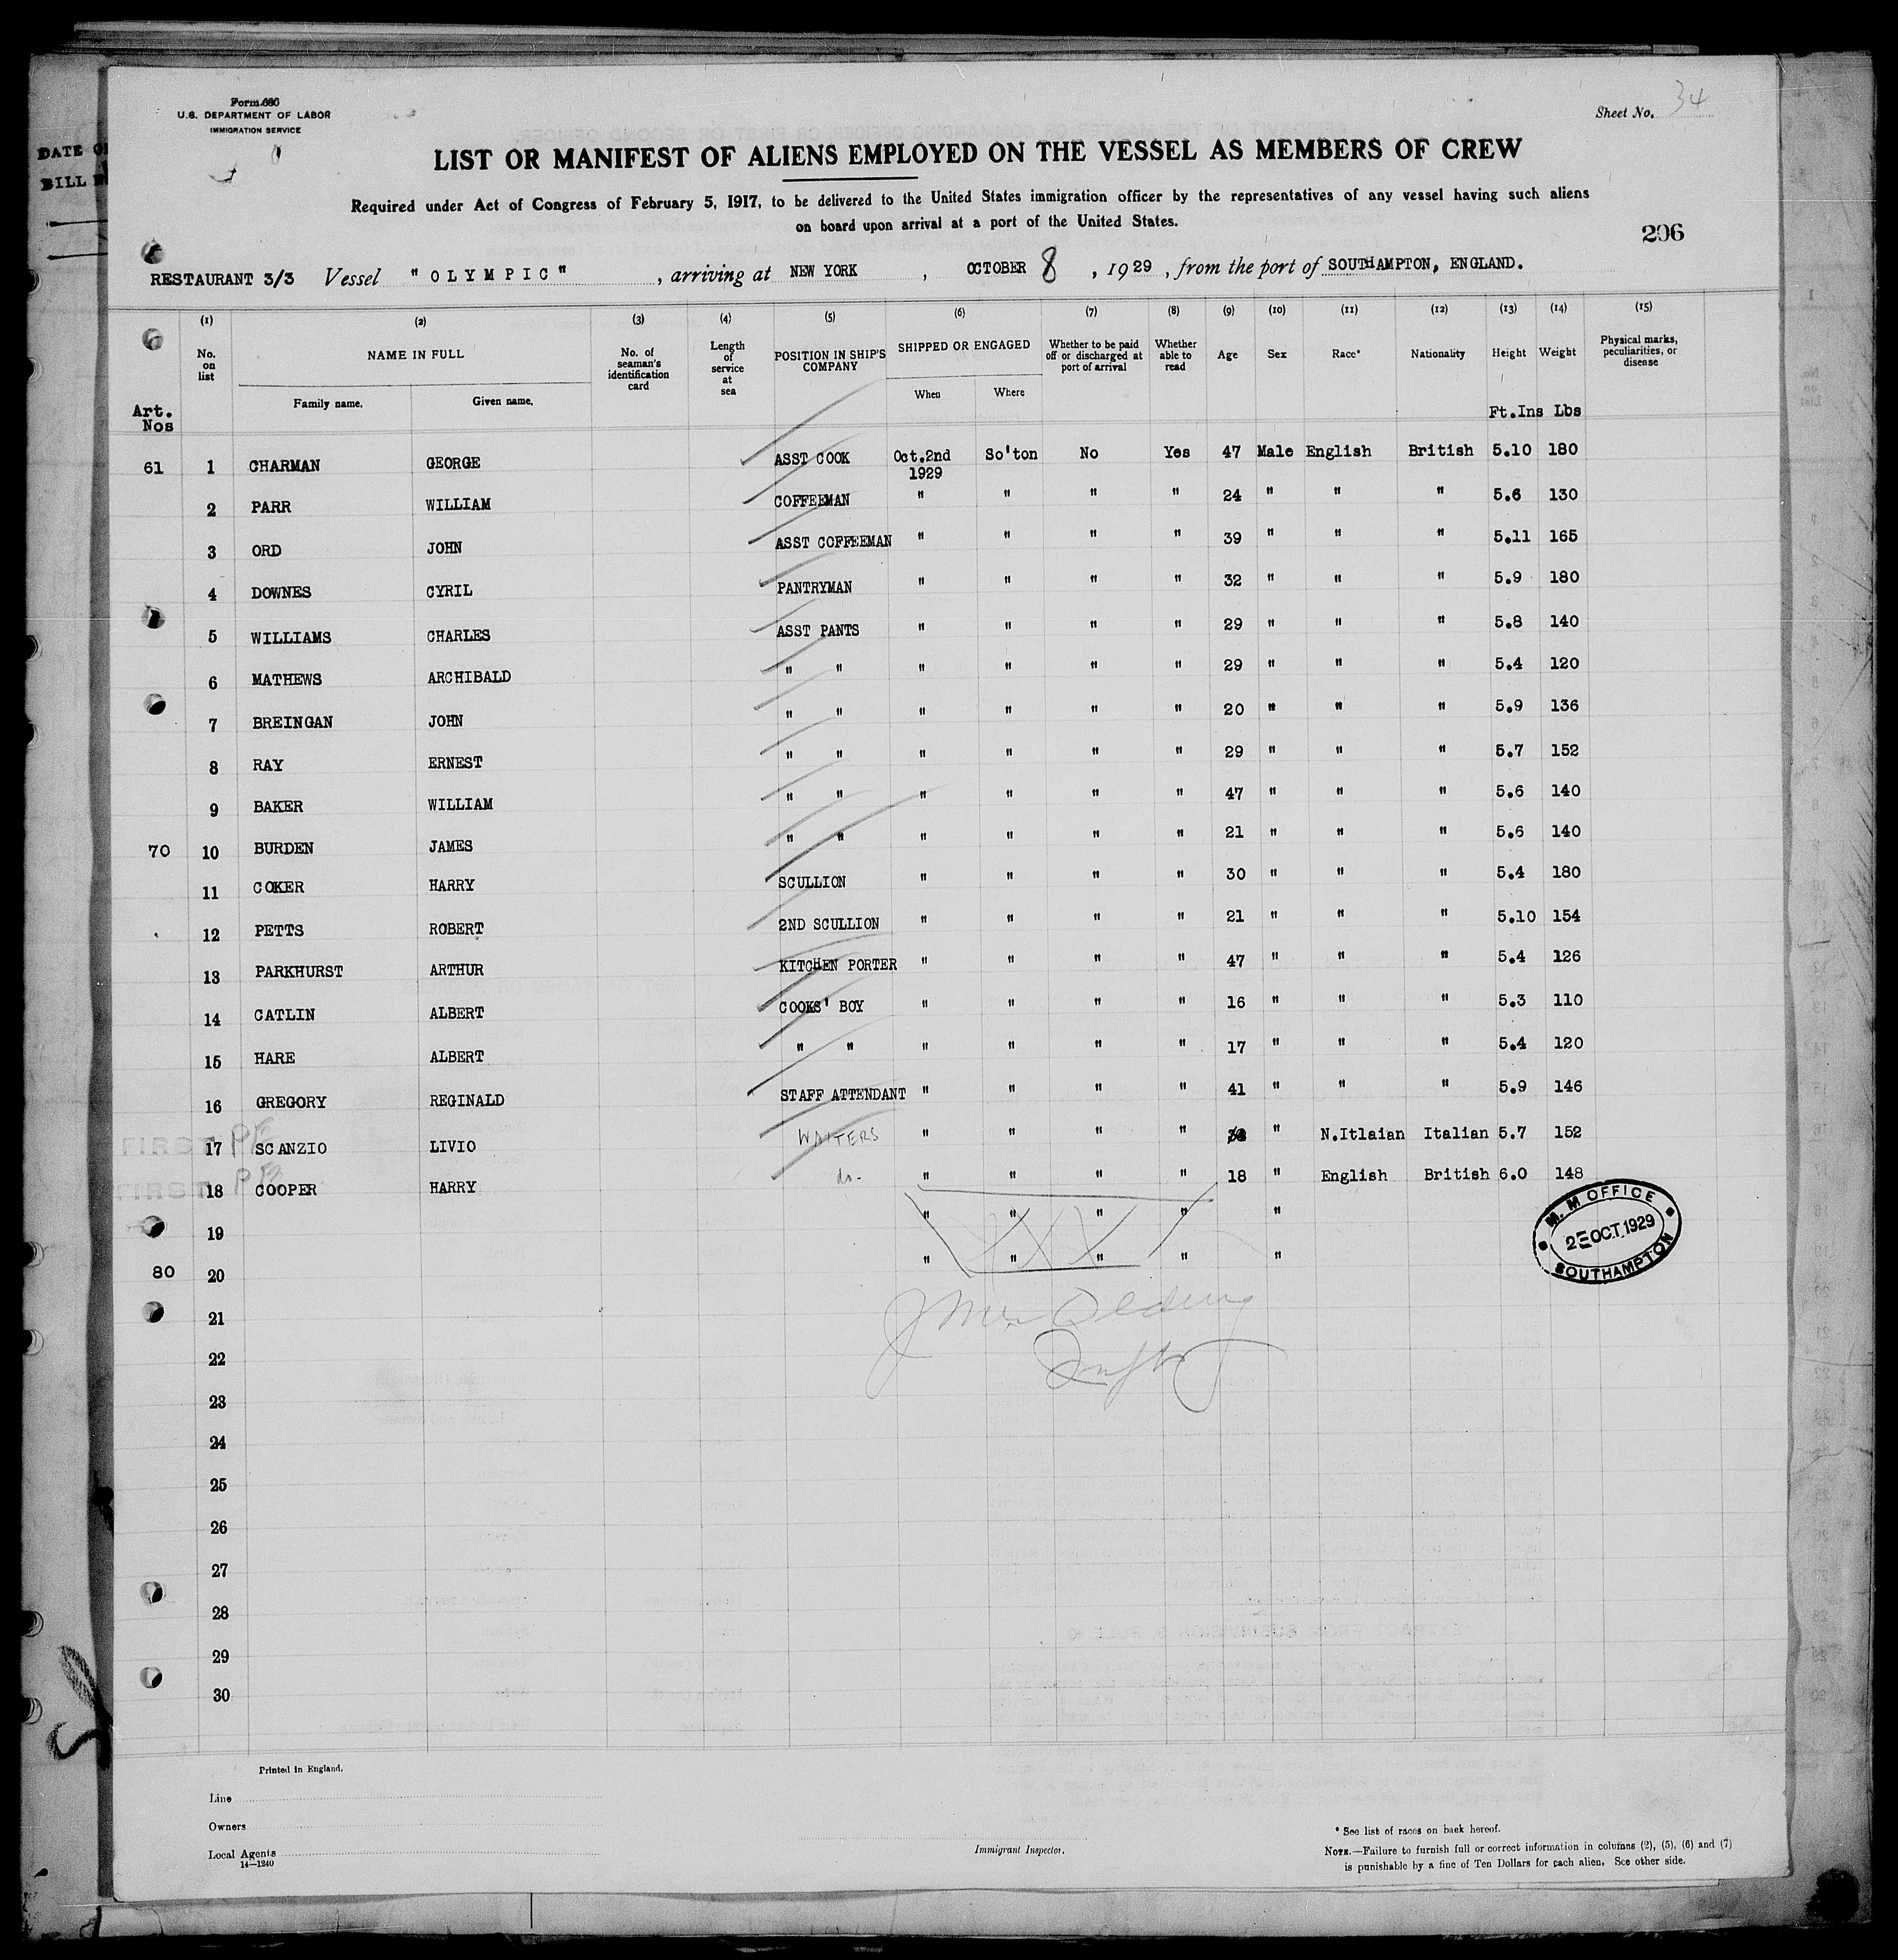 DATE O
BILL
Form 680
U.S. DEPARTMENT OF LABOR
IMMIGRATION SERVICE
Sheet No. 34
LIST OR MANIFEST OF ALIENS EMPLOYED ON THE VESSEL AS MEMBERS OF CREW
Required under Act of Congress of February 5, 1917, to be delivered to the United States immigration officer by the representatives of any vessel having such aliens
on board upon arrival at a port of the United States.
206
RESTAURANT 3/3 Vessel "OLYMPIC" , arriving at NEW YORK , OCTOBER 8 , 1929 , from the port of SOUTHAMPTON, ENGLAND.
(1) (2) (3) (4) (5) (6) (7) (8) (9) (10) (11) (12) (13) (14) (15)
No. on list NAME IN FULL No. of seaman's identification card Length of service at sea POSITION IN SHIP'S COMPANY SHIPPED OR ENGAGED Whether to be paid off or discharged at port of arrival Whether able to read Age Sex Race* Nationality Height Weight Physical marks, peculiarities, or disease
Family name. Given name. When Where
Art. Nos Ft.Ins Lbs
61 1 CHARMAN GEORGE ASST COOK Oct.2nd 1929 So'ton No Yes 47 Male English British 5.10 180
2 PARR WILLIAM COFFEEMAN " " " " 24 " " " 5.6 130
3 ORD JOHN ASST COFFEEMAN " " " " 39 " " " 5.11 165
4 DOWNES CYRIL PANTRYMAN " " " " 32 " " " 5.9 180
5 WILLIAMS CHARLES ASST PANTS " " " " 29 " " " 5.8 140
6 MATHEWS ARCHIBALD " " " " " " 29 " " " 5.4 120
7 BREINGAN JOHN " " " " " " 20 " " " 5.9 136
8 RAY ERNEST " " " " " " 29 " " " 5.7 152
9 BAKER WILLIAM " " " " " " 47 " " " 5.6 140
70 10 BURDEN JAMES " " " " " " 21 " " " 5.6 140
11 COKER HARRY SCULLION " " " " 30 " " " 5.4 180
12 PETTS ROBERT 2ND SCULLION " " " " 21 " " " 5.10 154
13 PARKHURST ARTHUR KITCHEN PORTER " " " " 47 " " " 5.4 126
14 CATLIN ALBERT COOKS' BOY " " " " 16 " " " 5.3 110
15 HARE ALBERT " " " " " " 17 " " " 5.4 120
16 GREGORY REGINALD STAFF ATTENDANT " " " " 41 " " " 5.9 146
17 SCANZIO LIVIO WAITERS " " " " " N.Itlaian Italian 5.7 152
18 COOPER HARRY do- " " " " 18 " English British 6.0 148
19 " " " " "
80 20 " " " " "
M.M OFFICE
2 OCT.1929
SOUTHAMPTON
21
22
23
24
25
26
27
28
29
30
Printed in England.
Line
Owners
Local Agents
14—1240
Immigrant Inspector.
* See list of races on back hereof.
NOTE.—Failure to furnish full or correct information in columns (2), (5), (6) and (7)
is punishable by a fine of Ten Dollars for each alien. See other side.